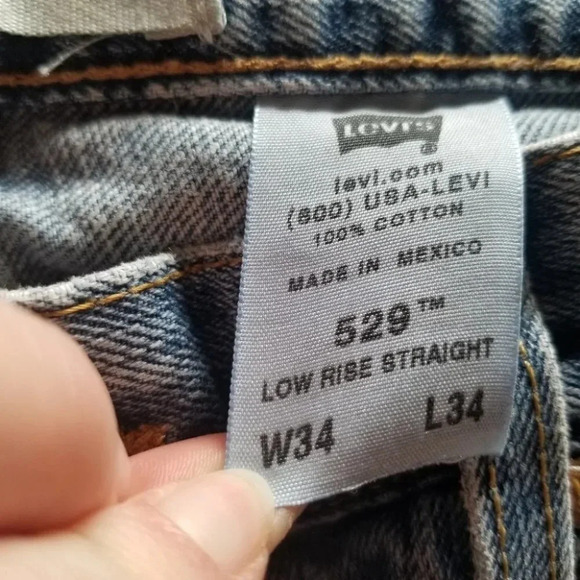 Levi's
®
levi.com
(800) USA-LEVI
100% COTTON
MADE IN MEXICO
529™
LOW RISE STRAIGHT
W34 L34